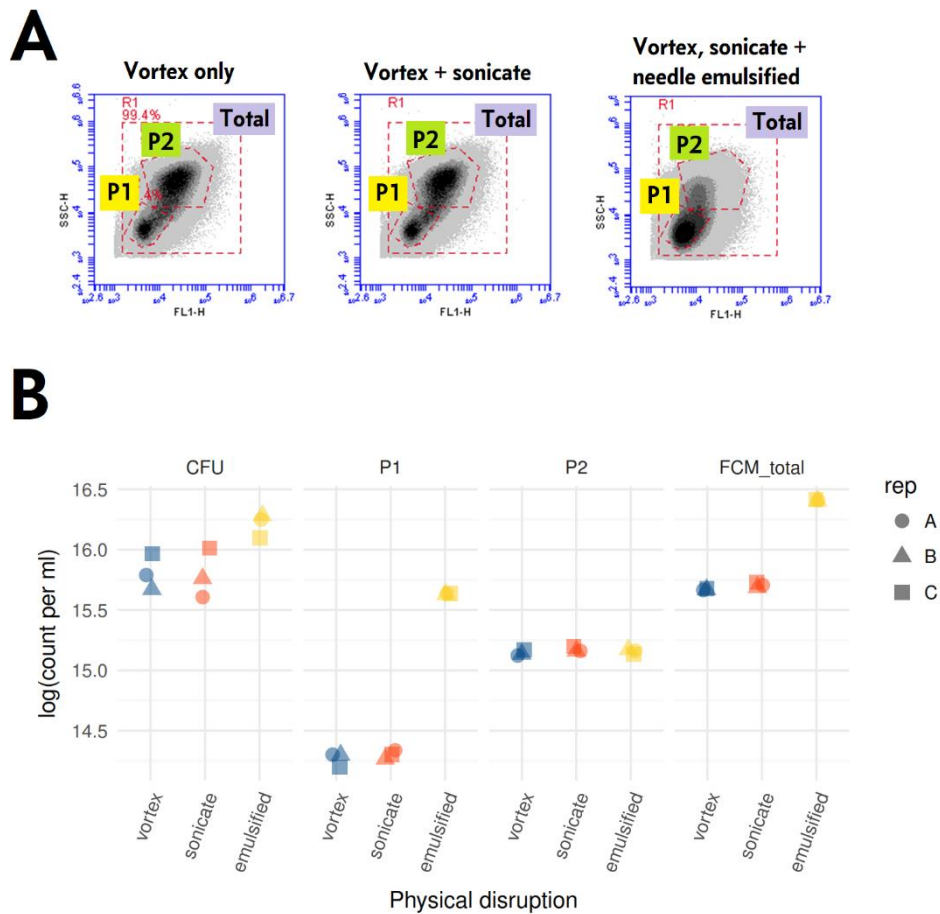 A
Vortex only
Vortex + sonicate
Vortex, sonicate +
needle emulsified
R1
99.4%
Total
P2
P1
4%
SSC-H
FL1-H
R1
Total
P2
P1
SSC-H
FL1-H
R1
Total
P2
P1
SSC-H
FL1-H
B
CFU
P1
P2
FCM_total
16.5
16.0
15.5
15.0
14.5
log(count per ml)
vortex
sonicate
emulsified
vortex
sonicate
emulsified
vortex
sonicate
emulsified
vortex
sonicate
emulsified
Physical disruption
rep
A
B
C